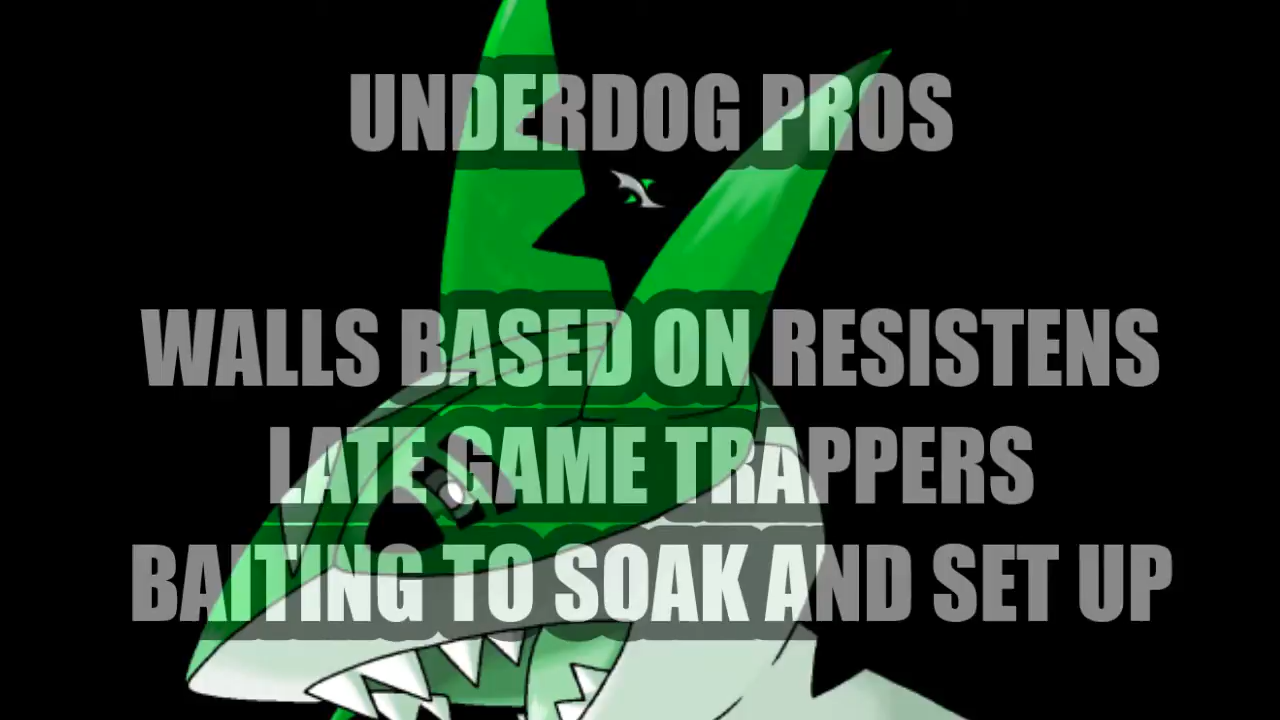 UNDERDOG PROS
WALLS BASED ON RESISTENS
LATE GAME TRAPPERS
BAITING TO SOAK AND SET UP